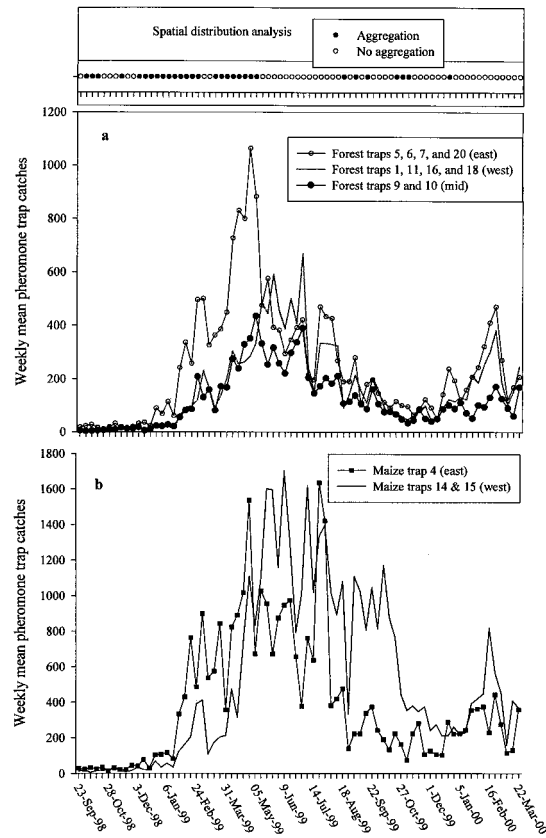 Spatial distribution analysis
Aggregation
No aggregation
1200
1000
800
600
400
200
0
Weekly mean pheromone trap catches
a
Forest traps 5, 6, 7, and 20 (east)
Forest traps 1, 11, 16, and 18 (west)
Forest traps 9 and 10 (mid)
1800
1600
1400
1200
1000
800
600
400
200
0
Weekly mean pheromone trap catches
b
Maize trap 4 (east)
Maize traps 14 & 15 (west)
23-Sep-98
28-Oct-98
3-Dec-98
6-Jan-99
24-Feb-99
31-Mar-99
05-May-99
9-Jun-99
14-Jul-99
18-Aug-99
22-Sep-99
27-Oct-99
1-Dec-99
5-Jan-00
16-Feb-00
22-Mar-00